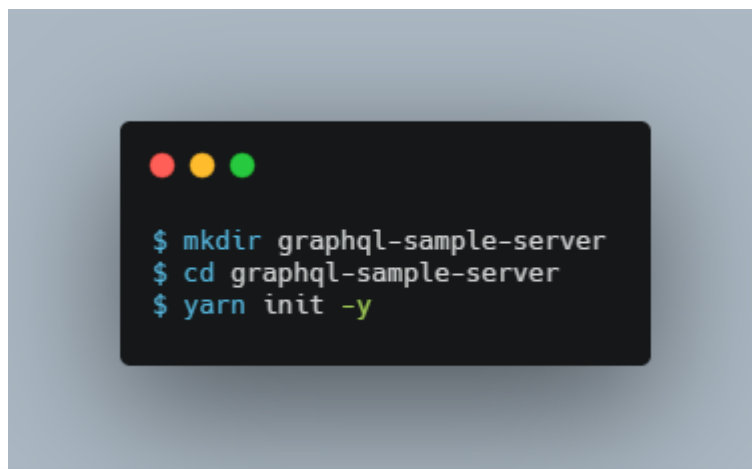 $ mkdir graphql-sample-server
$ cd graphql-sample-server
$ yarn init -y